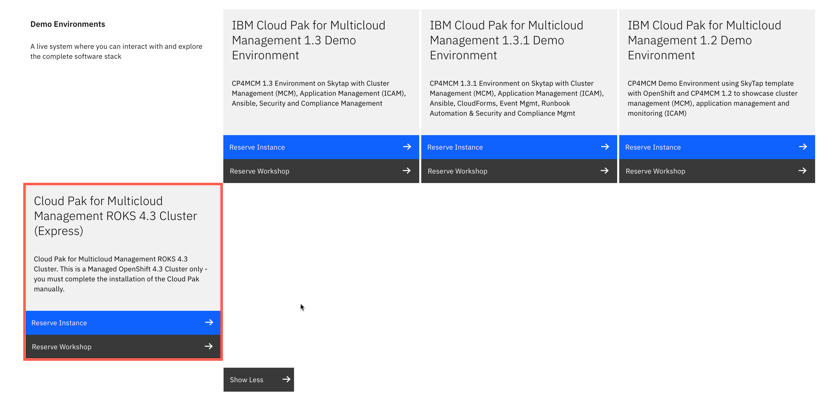 Demo Environments
A live system where you can interact with and explore
the complete software stack
IBM Cloud Pak for Multicloud
Management 1.3 Demo
Environment
CP4MCM 1.3 Environment on Skytap with Cluster
Management (MCM), Application Management (ICAM),
Ansible, Security and Compliance Management
Reserve Instance
Reserve Workshop
IBM Cloud Pak for Multicloud
Management 1.3.1 Demo
Environment
CP4MCM 1.3.1 Environment on Skytap with Cluster
Management (MCM), Application Management (ICAM),
Ansible, CloudForms, Event Mgmt, Runbook
Automation & Security and Compliance Mgmt
Reserve Instance
Reserve Workshop
IBM Cloud Pak for Multicloud
Management 1.2 Demo
Environment
CP4MCM Demo Environment using SkyTap template
with OpenShift and CP4MCM 1.2 to showcase cluster
management (MCM), application management and
monitoring (ICAM)
Reserve Instance
Reserve Workshop
Cloud Pak for Multicloud
Management ROKS 4.3 Cluster
(Express)
Cloud Pak for Multicloud Management ROKS 4.3
Cluster. This is a Managed OpenShift 4.3 Cluster only -
you must complete the installation of the Cloud Pak
manually.
Reserve Instance
Reserve Workshop
Show Less